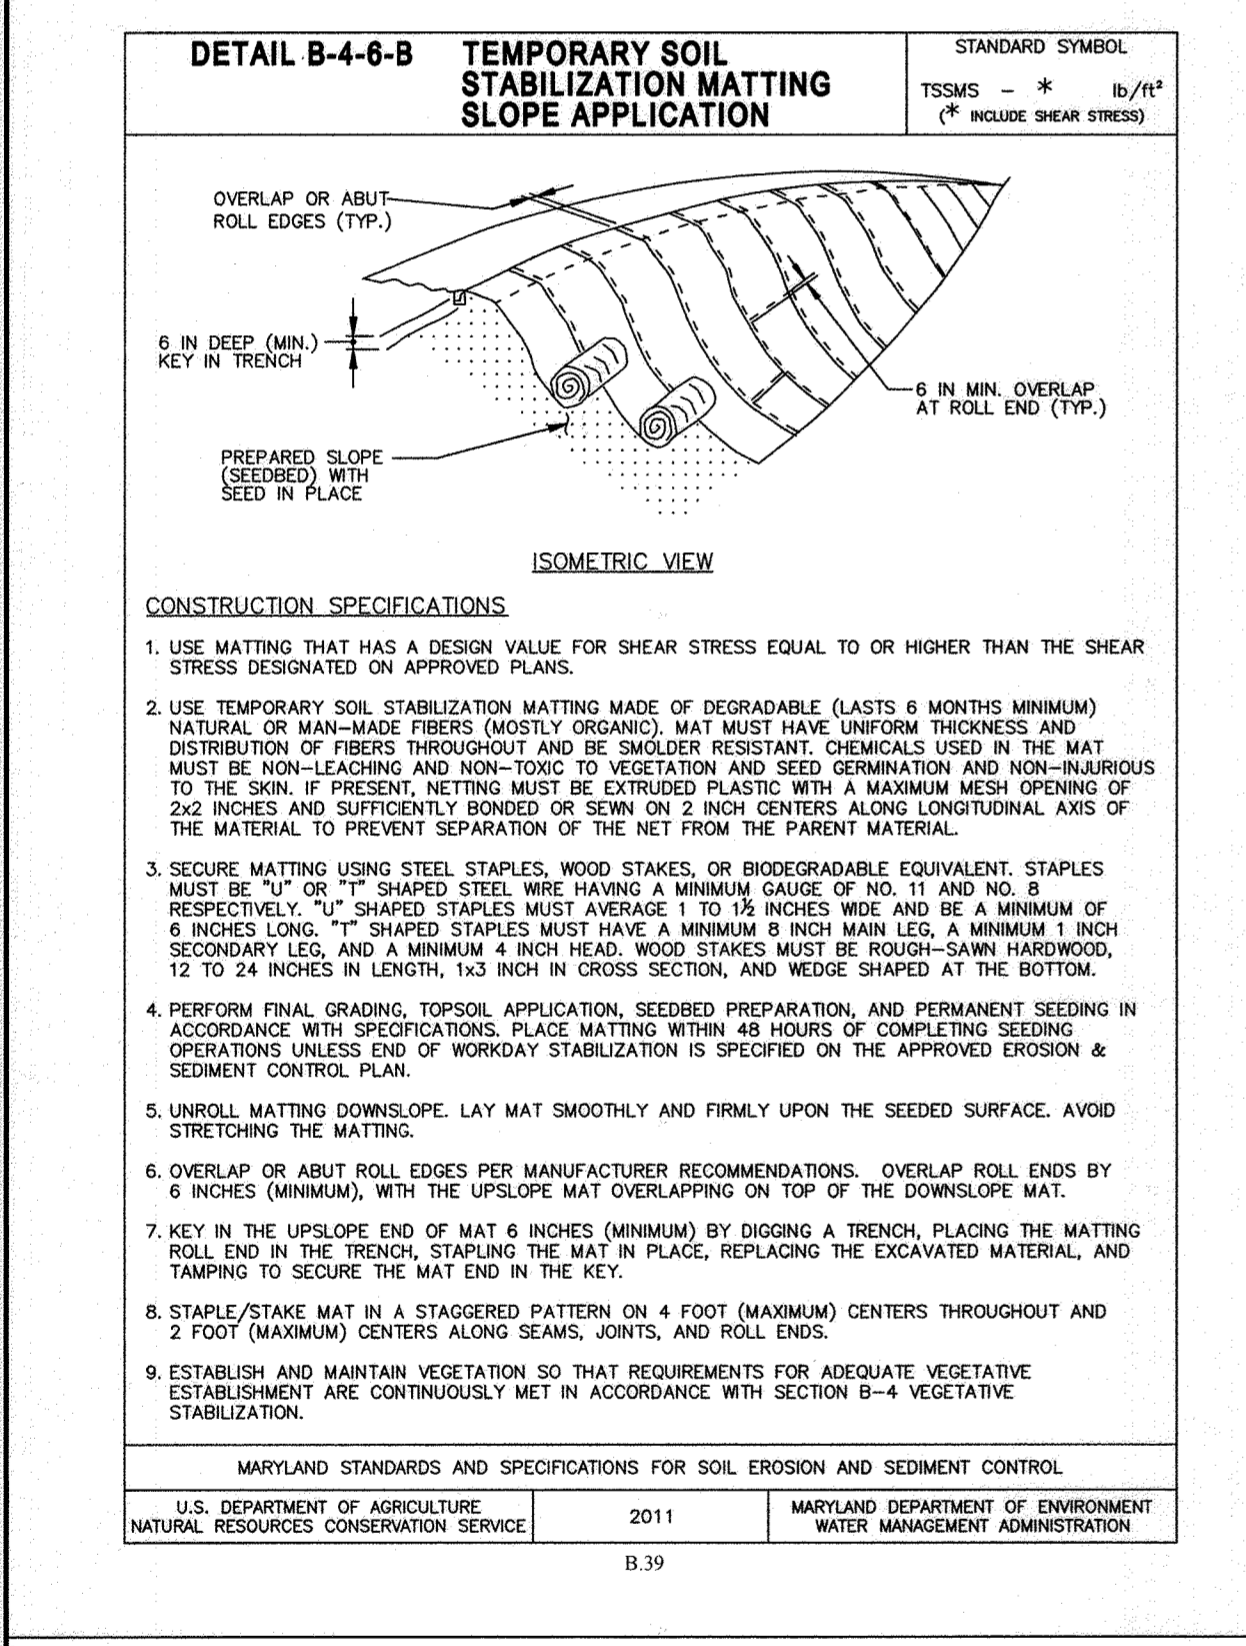 DETAIL B-4-6-B
TEMPORARY SOIL
STABILIZATION MATTING
SLOPE APPLICATION
STANDARD SYMBOL
TSSMS - * lb/ft²
(* INCLUDE SHEAR STRESS)
OVERLAP OR ABUT
ROLL EDGES (TYP.)
6 IN DEEP (MIN.)
KEY IN TRENCH
6 IN MIN. OVERLAP
AT ROLL END (TYP.)
PREPARED SLOPE
(SEEDBED) WITH
SEED IN PLACE
ISOMETRIC VIEW
CONSTRUCTION SPECIFICATIONS
1. USE MATTING THAT HAS A DESIGN VALUE FOR SHEAR STRESS EQUAL TO OR HIGHER THAN THE SHEAR
STRESS DESIGNATED ON APPROVED PLANS.
2. USE TEMPORARY SOIL STABILIZATION MATTING MADE OF DEGRADABLE (LASTS 6 MONTHS MINIMUM)
NATURAL OR MAN-MADE FIBERS (MOSTLY ORGANIC). MAT MUST HAVE UNIFORM THICKNESS AND
DISTRIBUTION OF FIBERS THROUGHOUT AND BE SMOLDER RESISTANT. CHEMICALS USED IN THE MAT
MUST BE NON-LEACHING AND NON-TOXIC TO VEGETATION AND SEED GERMINATION AND NON-INJURIOUS
TO THE SKIN. IF PRESENT, NETTING MUST BE EXTRUDED PLASTIC WITH A MAXIMUM MESH OPENING OF
2x2 INCHES AND SUFFICIENTLY BONDED OR SEWN ON 2 INCH CENTERS ALONG LONGITUDINAL AXIS OF
THE MATERIAL TO PREVENT SEPARATION OF THE NET FROM THE PARENT MATERIAL.
3. SECURE MATTING USING STEEL STAPLES, WOOD STAKES, OR BIODEGRADABLE EQUIVALENT. STAPLES
MUST BE "U" OR "T" SHAPED STEEL WIRE HAVING A MINIMUM GAUGE OF NO. 11 AND NO. 8
RESPECTIVELY. "U" SHAPED STAPLES MUST AVERAGE 1 TO 1½ INCHES WIDE AND BE A MINIMUM OF
6 INCHES LONG. "T" SHAPED STAPLES MUST HAVE A MINIMUM 8 INCH MAIN LEG, A MINIMUM 1 INCH
SECONDARY LEG, AND A MINIMUM 4 INCH HEAD. WOOD STAKES MUST BE ROUGH-SAWN HARDWOOD,
12 TO 24 INCHES IN LENGTH, 1x3 INCH IN CROSS SECTION, AND WEDGE SHAPED AT THE BOTTOM.
4. PERFORM FINAL GRADING, TOPSOIL APPLICATION, SEEDBED PREPARATION, AND PERMANENT SEEDING IN
ACCORDANCE WITH SPECIFICATIONS. PLACE MATTING WITHIN 48 HOURS OF COMPLETING SEEDING
OPERATIONS UNLESS END OF WORKDAY STABILIZATION IS SPECIFIED ON THE APPROVED EROSION &
SEDIMENT CONTROL PLAN.
5. UNROLL MATTING DOWNSLOPE. LAY MAT SMOOTHLY AND FIRMLY UPON THE SEEDED SURFACE. AVOID
STRETCHING THE MATTING.
6. OVERLAP OR ABUT ROLL EDGES PER MANUFACTURER RECOMMENDATIONS. OVERLAP ROLL ENDS BY
6 INCHES (MINIMUM), WITH THE UPSLOPE MAT OVERLAPPING ON TOP OF THE DOWNSLOPE MAT.
7. KEY IN THE UPSLOPE END OF MAT 6 INCHES (MINIMUM) BY DIGGING A TRENCH, PLACING THE MATTING
ROLL END IN THE TRENCH, STAPLING THE MAT IN PLACE, REPLACING THE EXCAVATED MATERIAL, AND
TAMPING TO SECURE THE MAT END IN THE KEY.
8. STAPLE/STAKE MAT IN A STAGGERED PATTERN ON 4 FOOT (MAXIMUM) CENTERS THROUGHOUT AND
2 FOOT (MAXIMUM) CENTERS ALONG SEAMS, JOINTS, AND ROLL ENDS.
9. ESTABLISH AND MAINTAIN VEGETATION SO THAT REQUIREMENTS FOR ADEQUATE VEGETATIVE
ESTABLISHMENT ARE CONTINUOUSLY MET IN ACCORDANCE WITH SECTION B-4 VEGETATIVE
STABILIZATION.
MARYLAND STANDARDS AND SPECIFICATIONS FOR SOIL EROSION AND SEDIMENT CONTROL
U.S. DEPARTMENT OF AGRICULTURE
NATURAL RESOURCES CONSERVATION SERVICE
2011
MARYLAND DEPARTMENT OF ENVIRONMENT
WATER MANAGEMENT ADMINISTRATION
B.39